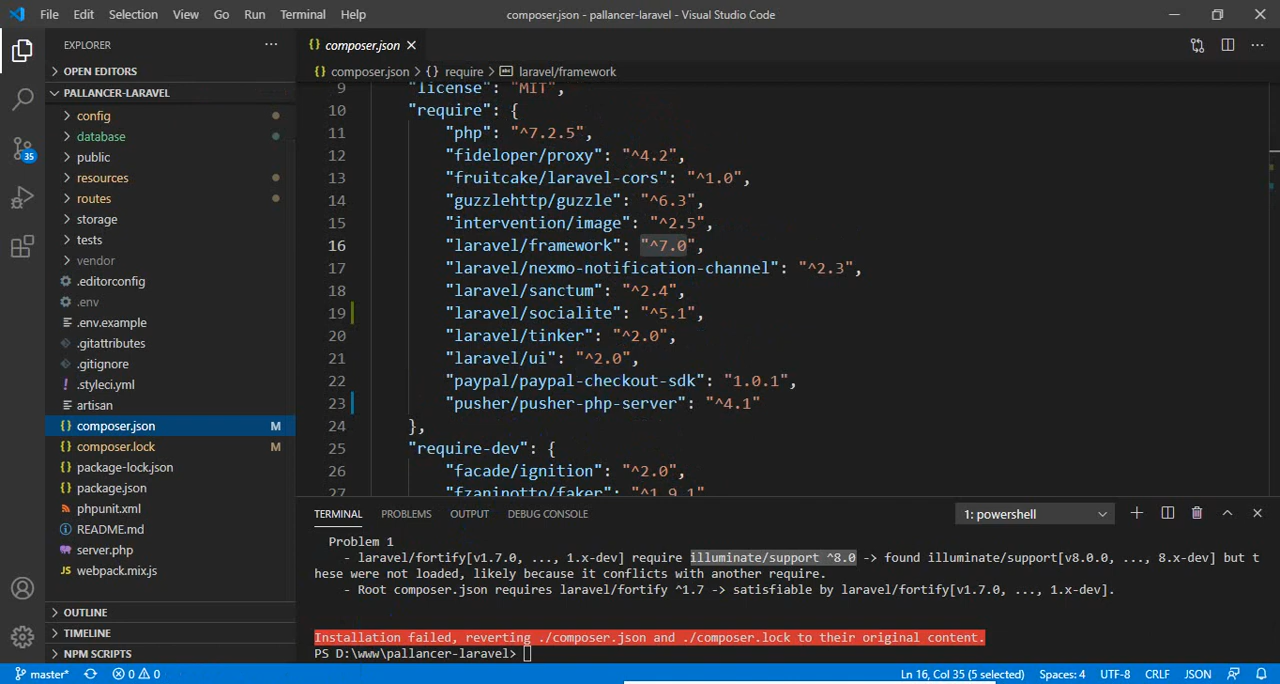 File Edit Selection View Go Run Terminal Help
composer.json - pallancer-laravel - Visual Studio Code
EXPLORER
OPEN EDITORS
PALLANCER-LARAVEL
config
database
public
resources
routes
storage
tests
vendor
.editorconfig
.env
.env.example
.gitattributes
.gitignore
.styleci.yml
artisan
composer.json M
composer.lock M
package-lock.json
package.json
phpunit.xml
README.md
server.php
webpack.mix.js
OUTLINE
TIMELINE
NPM SCRIPTS
35
{} composer.json
{} composer.json > {} require > laravel/framework
9 "license": "MIT",
10 "require": {
11 "php": "^7.2.5",
12 "fideloper/proxy": "^4.2",
13 "fruitcake/laravel-cors": "^1.0",
14 "guzzlehttp/guzzle": "^6.3",
15 "intervention/image": "^2.5",
16 "laravel/framework": "^7.0",
17 "laravel/nexmo-notification-channel": "^2.3",
18 "laravel/sanctum": "^2.4",
19 "laravel/socialite": "^5.1",
20 "laravel/tinker": "^2.0",
21 "laravel/ui": "^2.0",
22 "paypal/paypal-checkout-sdk": "1.0.1",
23 "pusher/pusher-php-server": "^4.1"
24 },
25 "require-dev": {
26 "facade/ignition": "^2.0",
27 "fzaninotto/faker": "^1.9.1"
TERMINAL PROBLEMS OUTPUT DEBUG CONSOLE
1: powershell
Problem 1
- laravel/fortify[v1.7.0, ..., 1.x-dev] require illuminate/support ^8.0 -> found illuminate/support[v8.0.0, ..., 8.x-dev] but t
hese were not loaded, likely because it conflicts with another require.
- Root composer.json requires laravel/fortify ^1.7 -> satisfiable by laravel/fortify[v1.7.0, ..., 1.x-dev].
Installation failed, reverting ./composer.json and ./composer.lock to their original content.
PS D:\www\pallancer-laravel>
master* 0 0
Ln 16, Col 35 (5 selected) Spaces: 4 UTF-8 CRLF JSON